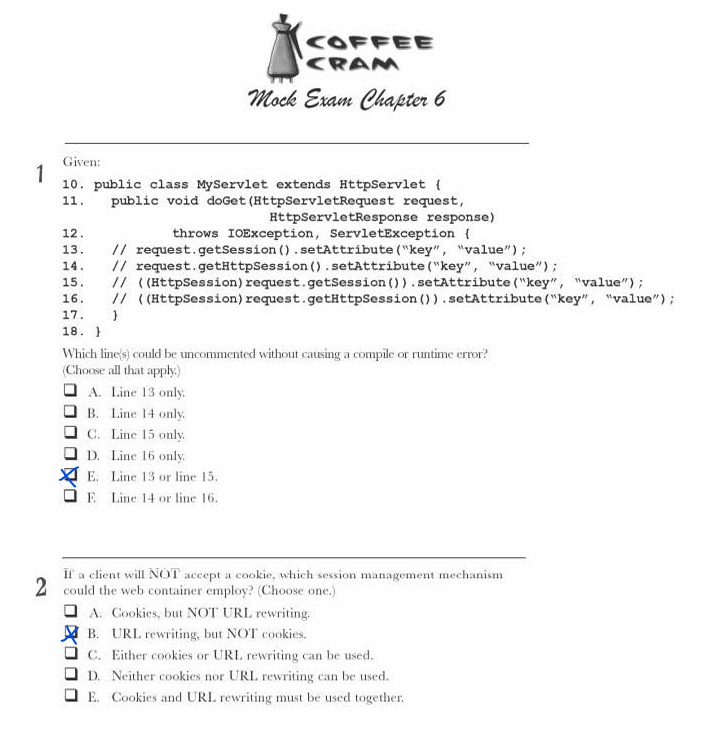 COFFEE
CRAM
Mock Exam Chapter 6
1
Given:
10. public class MyServlet extends HttpServlet {
11. public void doGet(HttpServletRequest request,
HttpServletResponse response)
12. throws IOException, ServletException {
13. // request.getSession().setAttribute(“key”, “value”);
14. // request.getHttpSession().setAttribute(“key”, “value”);
15. // ((HttpSession)request.getSession()).setAttribute(“key”, “value”);
16. // ((HttpSession)request.getHttpSession()).setAttribute(“key”, “value”);
17. }
18. }
Which line(s) could be uncommented without causing a compile or runtime error?
(Choose all that apply.)
A. Line 13 only.
B. Line 14 only.
C. Line 15 only.
D. Line 16 only.
E. Line 13 or line 15.
F. Line 14 or line 16.
2
If a client will NOT accept a cookie, which session management mechanism
could the web container employ? (Choose one.)
A. Cookies, but NOT URL rewriting.
B. URL rewriting, but NOT cookies.
C. Either cookies or URL rewriting can be used.
D. Neither cookies nor URL rewriting can be used.
E. Cookies and URL rewriting must be used together.